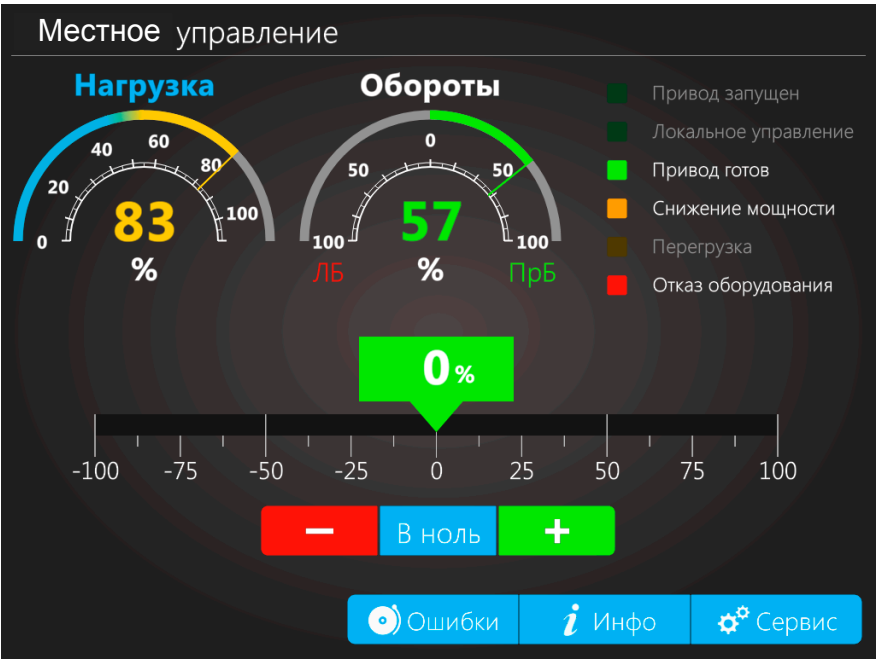 Местное управление
Нагрузка
0
20
40
60
80
100
83
%
Обороты
100
50
0
50
100
57
%
ЛБ
ПрБ
Привод запущен
Локальное управление
Привод готов
Снижение мощности
Перегрузка
Отказ оборудования
0 %
-100 -75 -50 -25 0 25 50 75 100
− В ноль +
Ошибки i Инфо Сервис